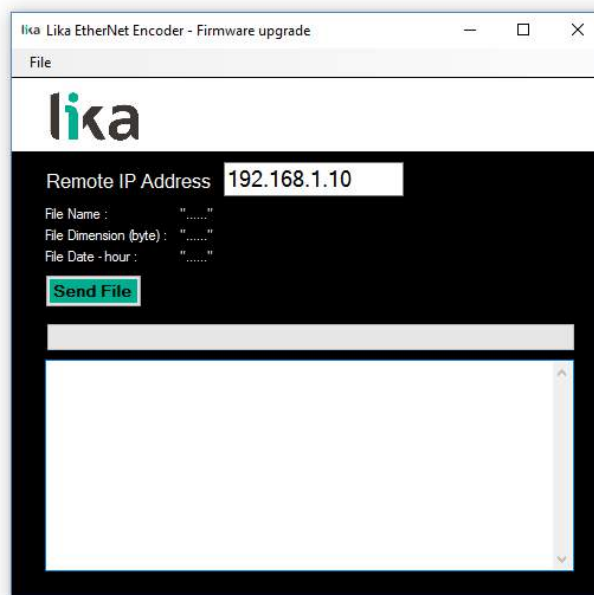 lika Lika EtherNet Encoder - Firmware upgrade
File
lika
Remote IP Address 192.168.1.10
File Name : "......"
File Dimension (byte) : "......"
File Date - hour : "......"
Send File